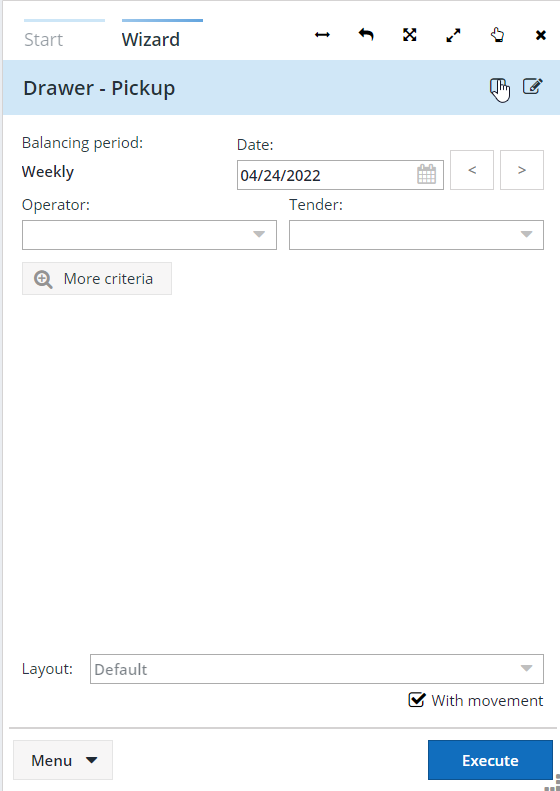 Start Wizard
Drawer - Pickup
Balancing period: Date:
Weekly 04/24/2022 < >
Operator: Tender:
More criteria
Layout: Default
With movement
Menu Execute